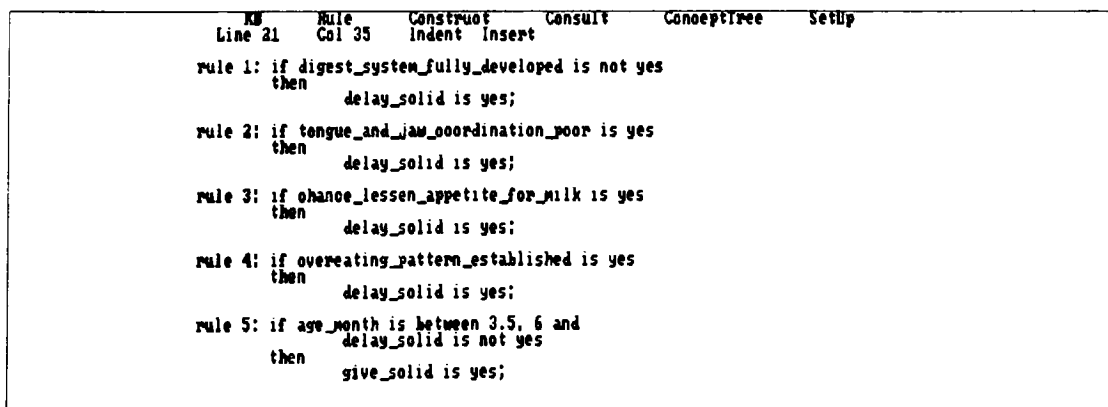 KB Rule Construct Consult ConceptTree SetUp
Line 21 Col 35 Indent Insert
rule 1: if digest_system_fully_developed is not yes
then
delay_solid is yes;
rule 2: if tongue_and_jaw_coordination_poor is yes
then
delay_solid is yes;
rule 3: if chance_lessen_appetite_for_milk is yes
then
delay_solid is yes;
rule 4: if overeating_pattern_established is yes
then
delay_solid is yes;
rule 5: if age_month is between 3.5, 6 and
delay_solid is not yes
then
give_solid is yes;